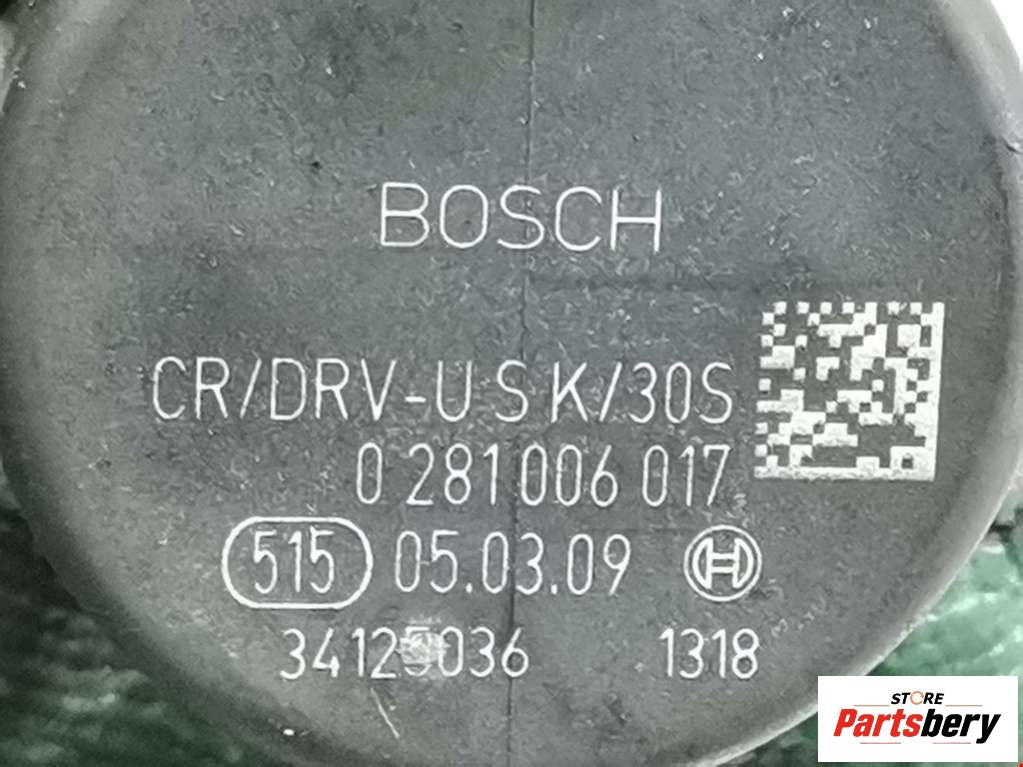 BOSCH
CR/DRV-U S K/30S
0 281 006 017
515 05.03.09
1318
STORE
Partsbery